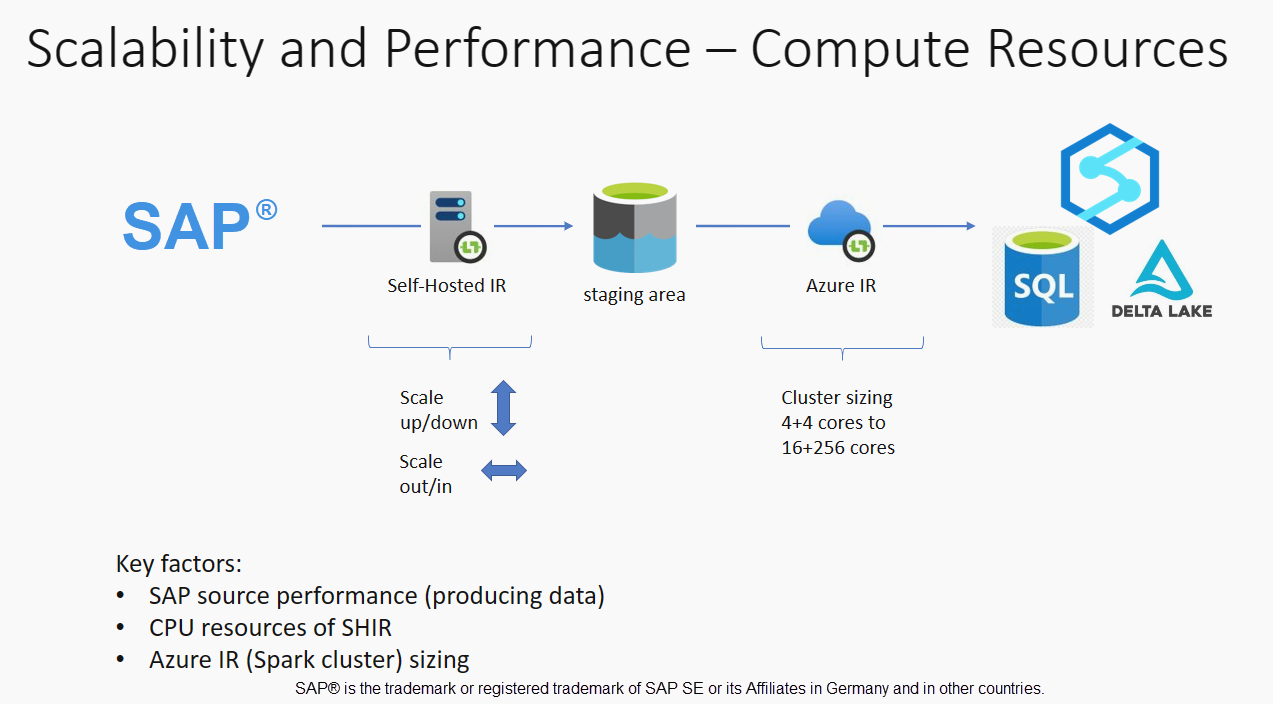 Scalability and Performance – Compute Resources
SAP®
Self-Hosted IR
staging area
Azure IR
SQL
DELTA LAKE
Scale
up/down
Scale
out/in
Cluster sizing
4+4 cores to
16+256 cores
Key factors:
• SAP source performance (producing data)
• CPU resources of SHIR
• Azure IR (Spark cluster) sizing
SAP® is the trademark or registered trademark of SAP SE or its Affiliates in Germany and in other countries.